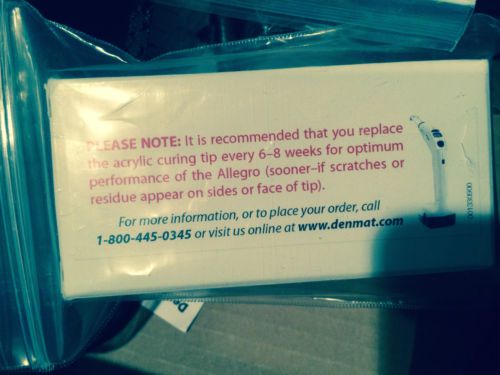 PLEASE NOTE: It is recommended that you replace
the acrylic curing tip every 6–8 weeks for optimum
performance of the Allegro (sooner–if scratches or
residue appear on sides or face of tip).
For more information, or to place your order, call
1-800-445-0345 or visit us online at www.denmat.com
001330900